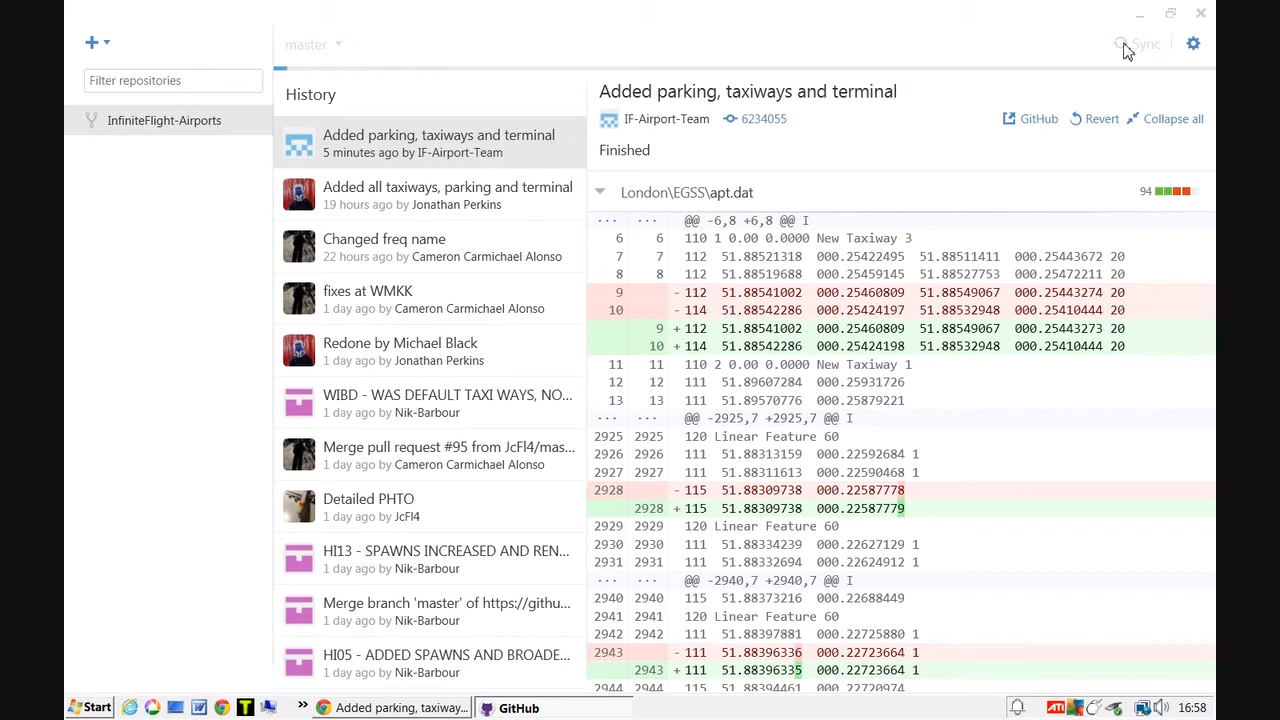 master
Sync
Filter repositories
InfiniteFlight-Airports
History
Added parking, taxiways and terminal
5 minutes ago by IF-Airport-Team
Added all taxiways, parking and terminal
19 hours ago by Jonathan Perkins
Changed freq name
22 hours ago by Cameron Carmichael Alonso
fixes at WMKK
1 day ago by Cameron Carmichael Alonso
Redone by Michael Black
1 day ago by Jonathan Perkins
WIBD - WAS DEFAULT TAXI WAYS, NO...
1 day ago by Nik-Barbour
Merge pull request #95 from JcFl4/mas...
1 day ago by Cameron Carmichael Alonso
Detailed PHTO
1 day ago by JcFl4
HI13 - SPAWNS INCREASED AND REN...
1 day ago by Nik-Barbour
Merge branch 'master' of https://githu...
1 day ago by Nik-Barbour
HI05 - ADDED SPAWNS AND BROADE...
1 day ago by Nik-Barbour
Added parking, taxiways and terminal
IF-Airport-Team 6234055 GitHub Revert Collapse all
Finished
London\EGSS\apt.dat 94
... ... @@ -6,8 +6,8 @@ I
6 6 110 1 0.00 0.0000 New Taxiway 3
7 7 112 51.88521318 000.25422495 51.88511411 000.25443672 20
8 8 112 51.88519688 000.25459145 51.88527753 000.25472211 20
9 - 112 51.88541002 000.25460809 51.88549067 000.25443274 20
10 - 114 51.88542286 000.25424197 51.88532948 000.25410444 20
9 + 112 51.88541002 000.25460809 51.88549067 000.25443273 20
10 + 114 51.88542286 000.25424198 51.88532948 000.25410444 20
11 11 110 2 0.00 0.0000 New Taxiway 1
12 12 111 51.89607284 000.25931726
13 13 111 51.89570776 000.25879221
... ... @@ -2925,7 +2925,7 @@ I
2925 2925 120 Linear Feature 60
2926 2926 111 51.88313159 000.22592684 1
2927 2927 111 51.88311613 000.22590468 1
2928 - 115 51.88309738 000.22587778
2928 + 115 51.88309738 000.22587779
2929 2929 120 Linear Feature 60
2930 2930 111 51.88334239 000.22627129 1
2931 2931 111 51.88332694 000.22624912 1
... ... @@ -2940,7 +2940,7 @@ I
2940 2940 115 51.88373216 000.22688449
2941 2941 120 Linear Feature 60
2942 2942 111 51.88397881 000.22725880 1
2943 - 111 51.88396336 000.22723664 1
2943 + 111 51.88396335 000.22723664 1
2944 2944 115 51.88394461 000.22720974
Start
Added parking, taxiway...
GitHub
ATI
16:58